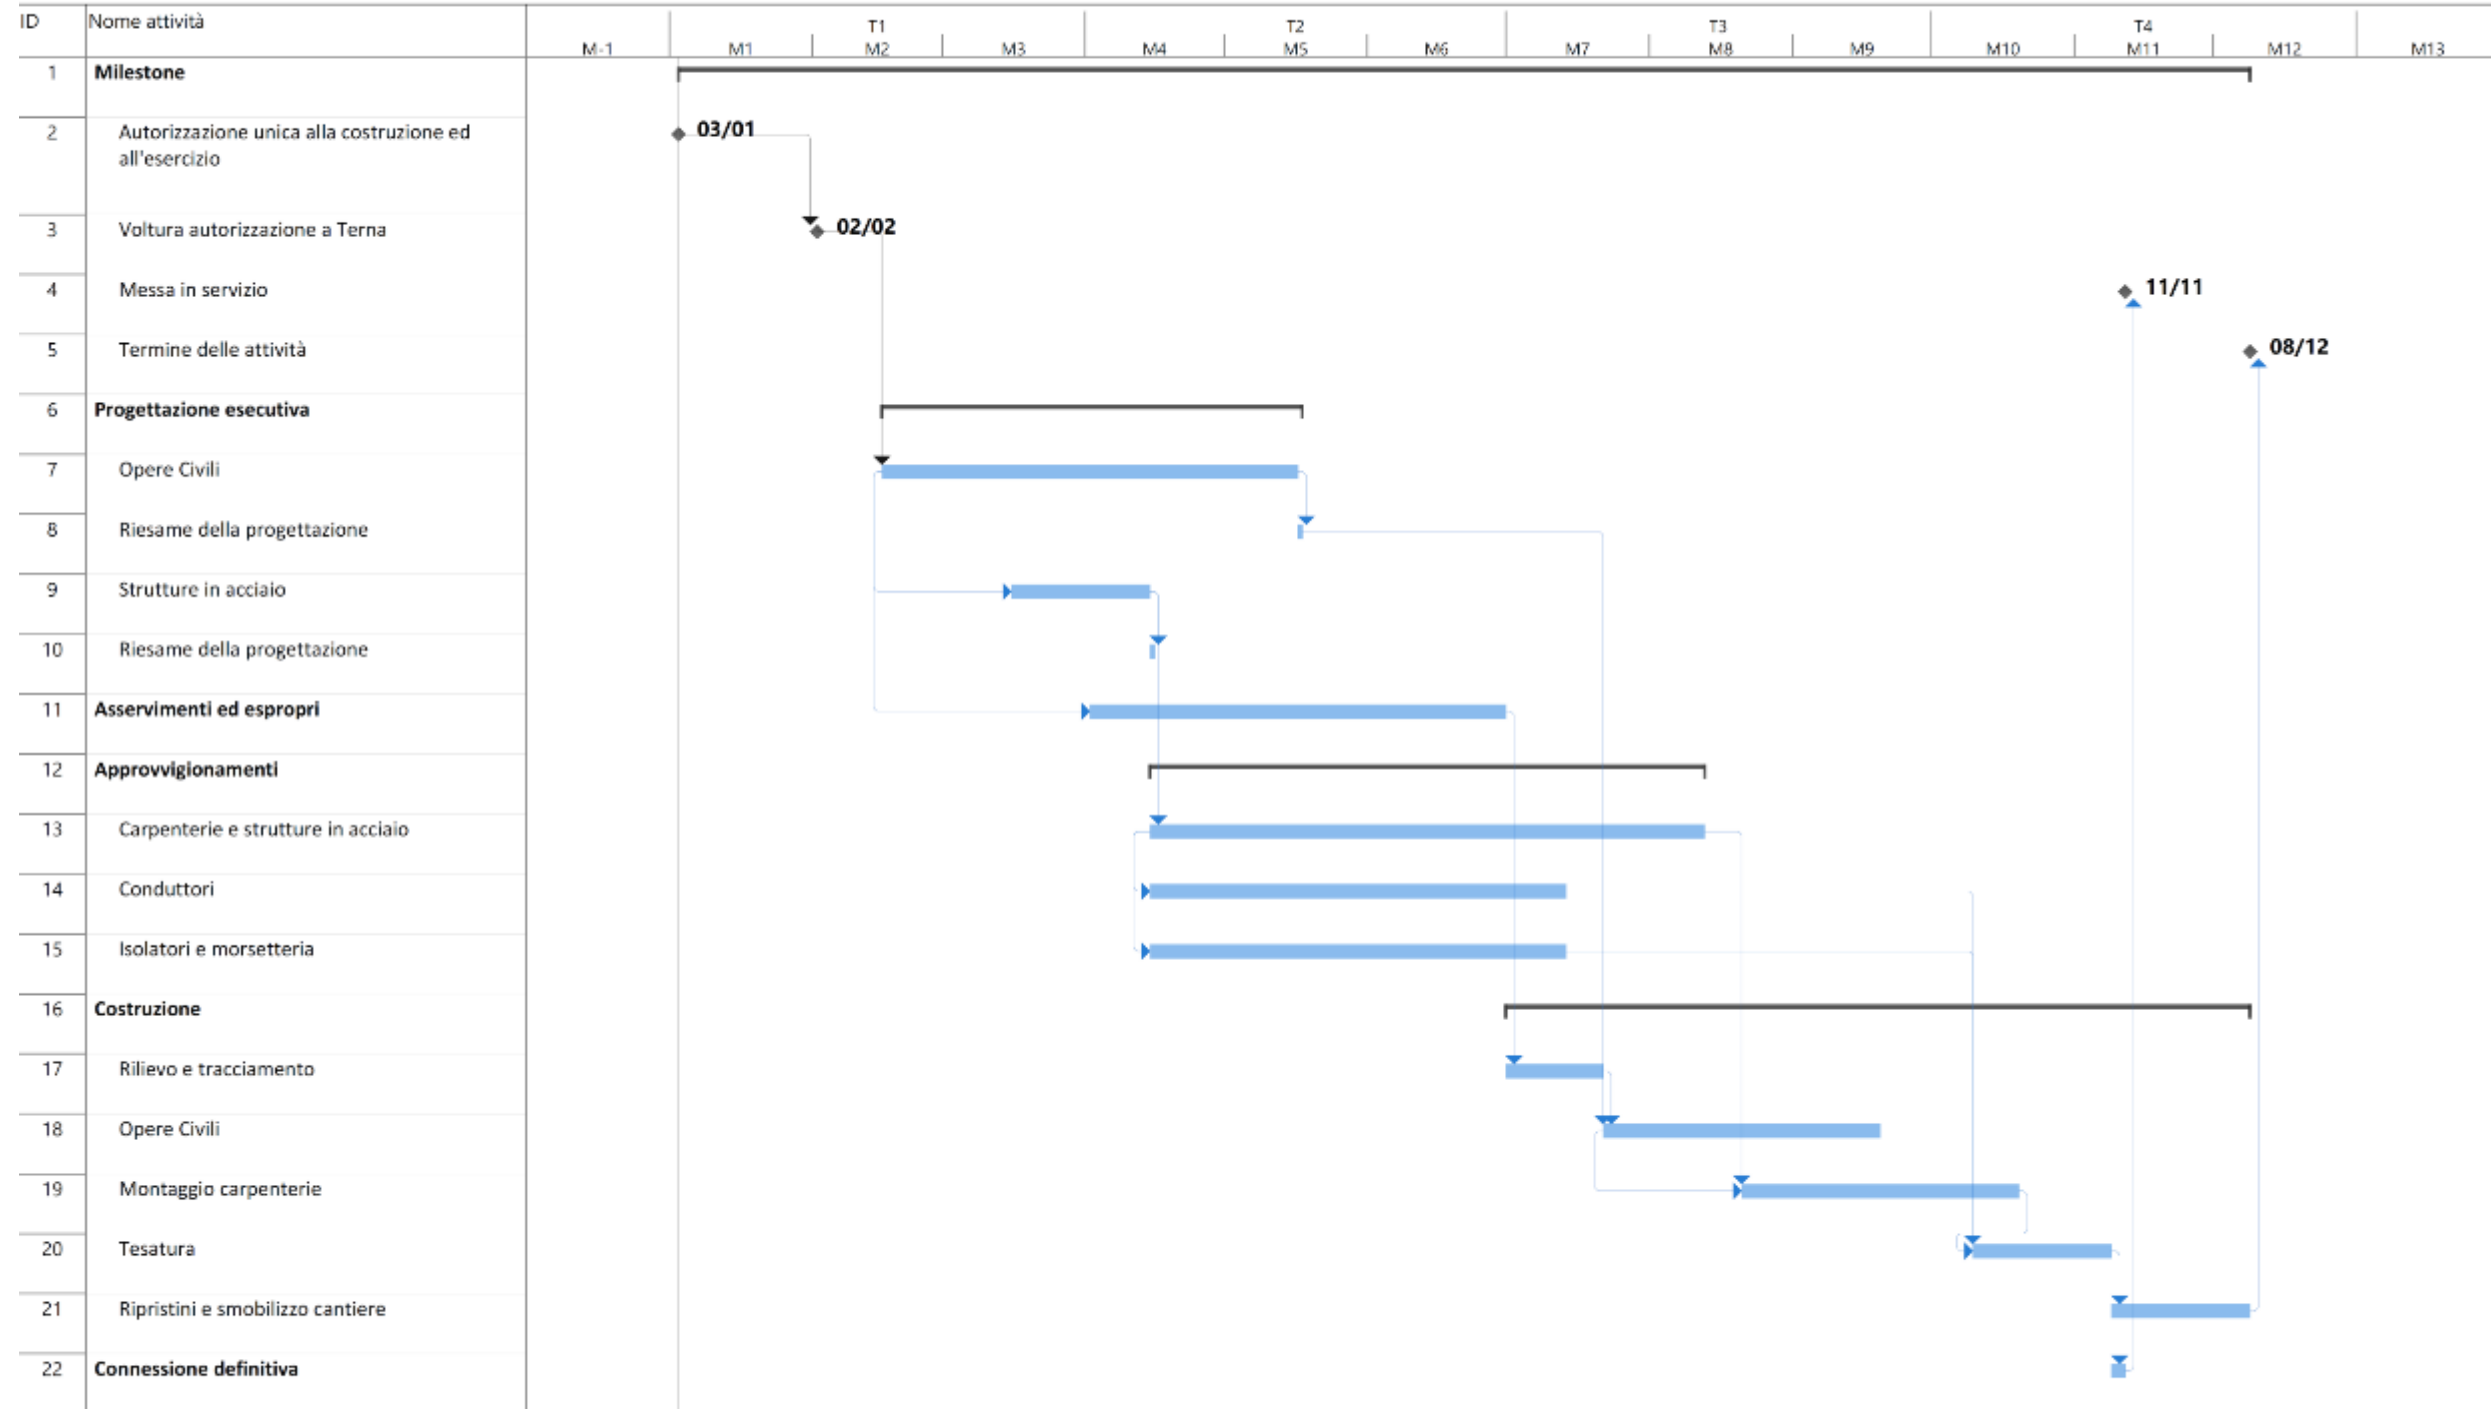 ID Nome attività
T1 T2 T3 T4
M-1 M1 M2 M3 M4 M5 M6 M7 M8 M9 M10 M11 M12 M13
1 Milestone
2 Autorizzazione unica alla costruzione ed
all'esercizio
03/01
3 Voltura autorizzazione a Terna 02/02
4 Messa in servizio 11/11
5 Termine delle attività 08/12
6 Progettazione esecutiva
7 Opere Civili
8 Riesame della progettazione
9 Strutture in acciaio
10 Riesame della progettazione
11 Asservimenti ed espropri
12 Approvvigionamenti
13 Carpenterie e strutture in acciaio
14 Conduttori
15 Isolatori e morsetteria
16 Costruzione
17 Rilievo e tracciamento
18 Opere Civili
19 Montaggio carpenterie
20 Tesatura
21 Ripristini e smobilizzo cantiere
22 Connessione definitiva